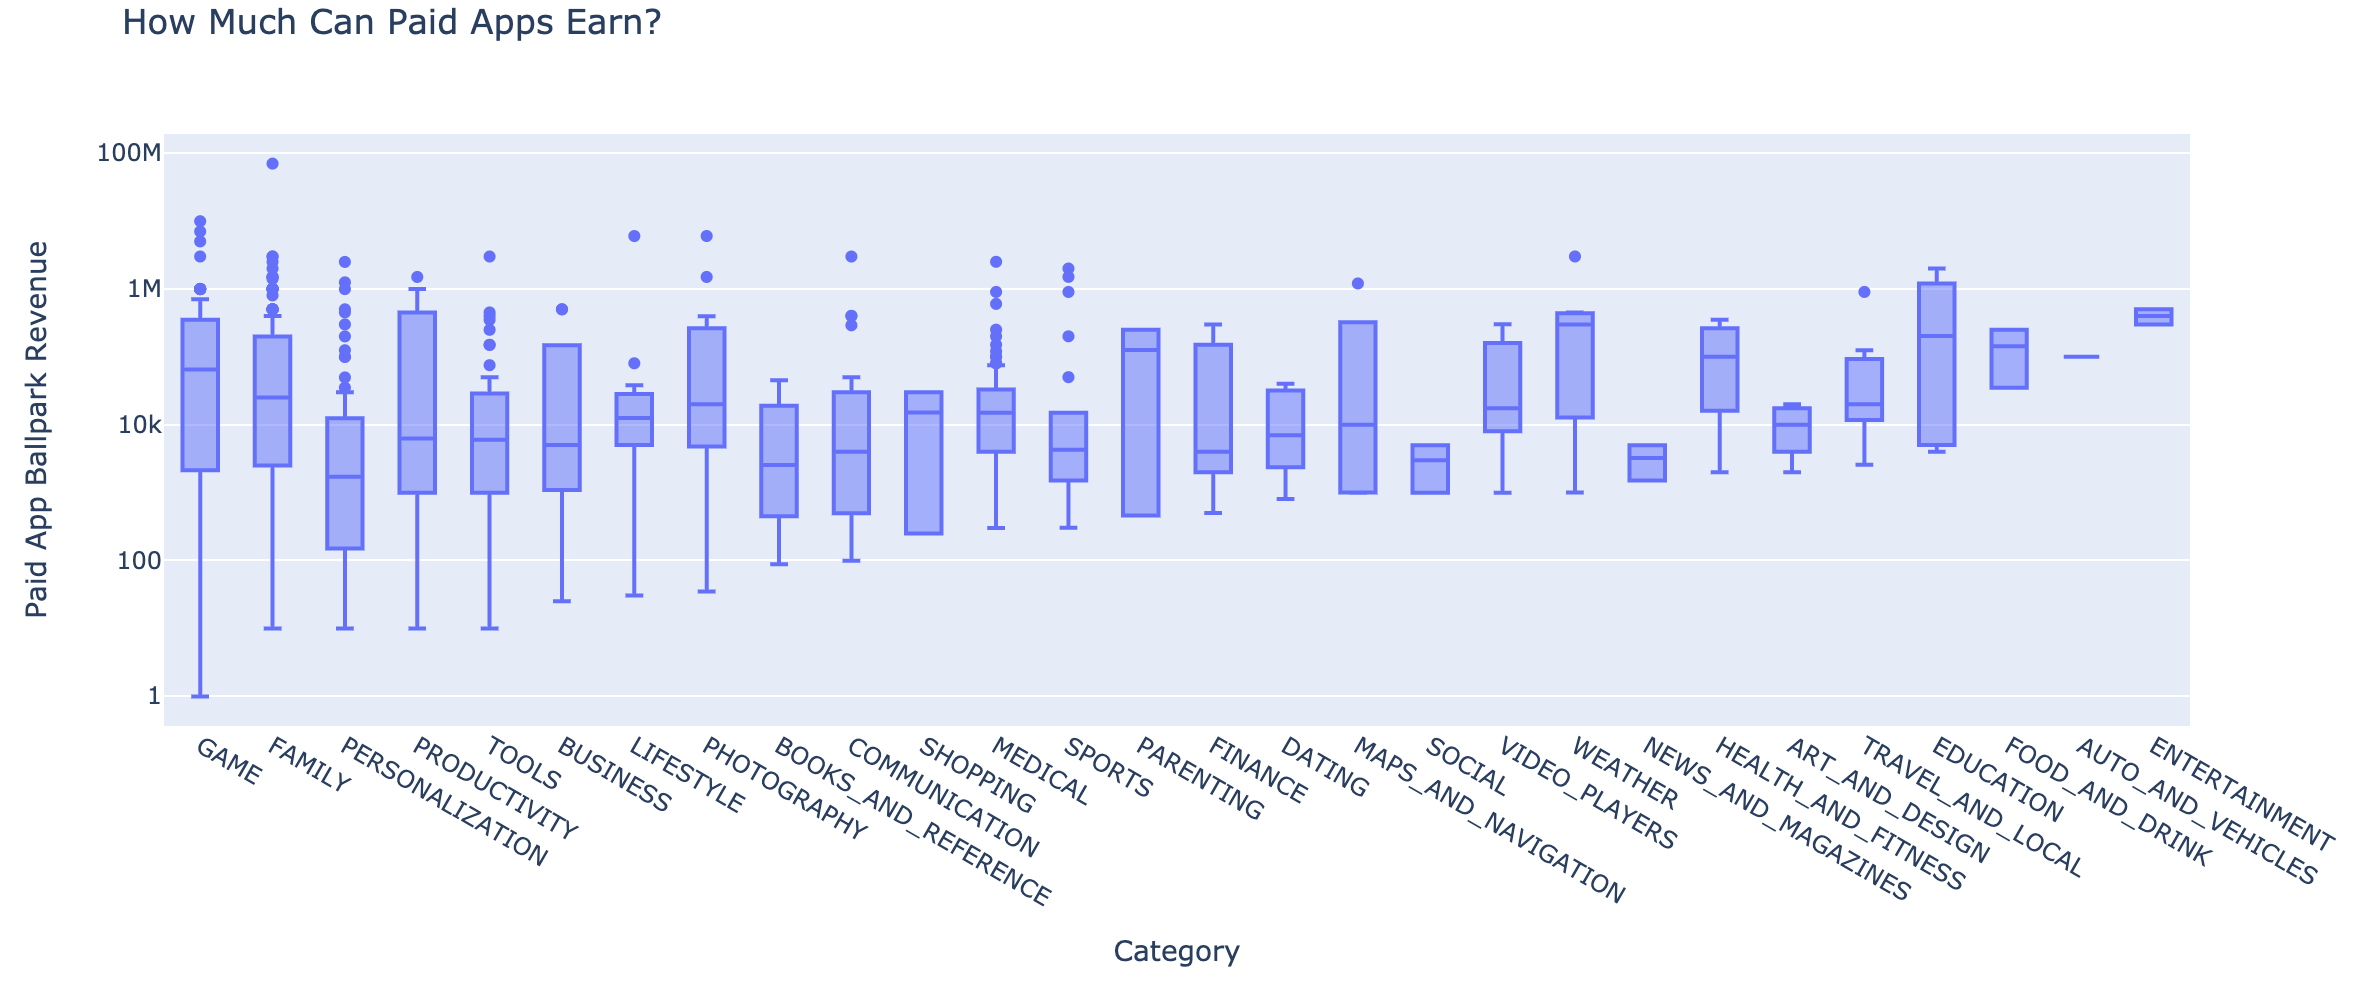 How Much Can Paid Apps Earn?
Paid App Ballpark Revenue
100M
1M
10k
100
1
GAME
FAMILY
PERSONALIZATION
PRODUCTIVITY
TOOLS
BUSINESS
LIFESTYLE
PHOTOGRAPHY
BOOKS_AND_REFERENCE
COMMUNICATION
SHOPPING
MEDICAL
SPORTS
PARENTING
FINANCE
DATING
MAPS_AND_NAVIGATION
SOCIAL
VIDEO_PLAYERS
WEATHER
NEWS_AND_MAGAZINES
HEALTH_AND_FITNESS
ART_AND_DESIGN
TRAVEL_AND_LOCAL
EDUCATION
FOOD_AND_DRINK
AUTO_AND_VEHICLES
ENTERTAINMENT
Category